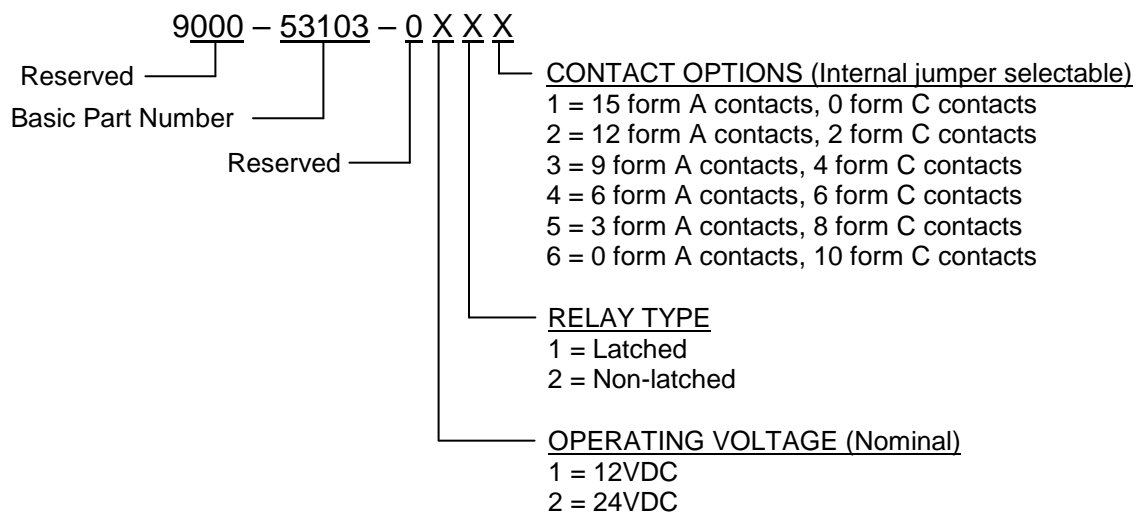 9000 – 53103 – 0 X X X
Reserved
Basic Part Number
Reserved
CONTACT OPTIONS (Internal jumper selectable)
1 = 15 form A contacts, 0 form C contacts
2 = 12 form A contacts, 2 form C contacts
3 = 9 form A contacts, 4 form C contacts
4 = 6 form A contacts, 6 form C contacts
5 = 3 form A contacts, 8 form C contacts
6 = 0 form A contacts, 10 form C contacts
RELAY TYPE
1 = Latched
2 = Non-latched
OPERATING VOLTAGE (Nominal)
1 = 12VDC
2 = 24VDC